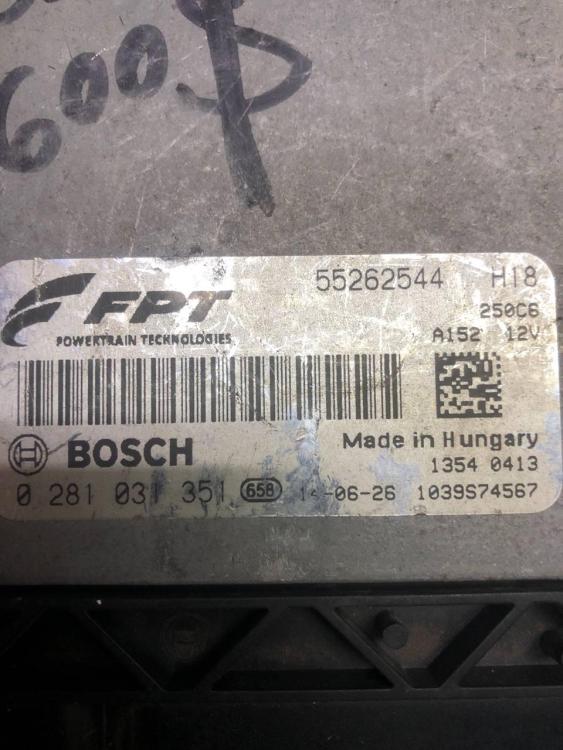 600$
55262544 H18
FPT
250C6
POWERTRAIN TECHNOLOGIES
A152 12V
BOSCH
Made in Hungary
1354 0413
0 281 031 351 658 14-06-26 1039S74567